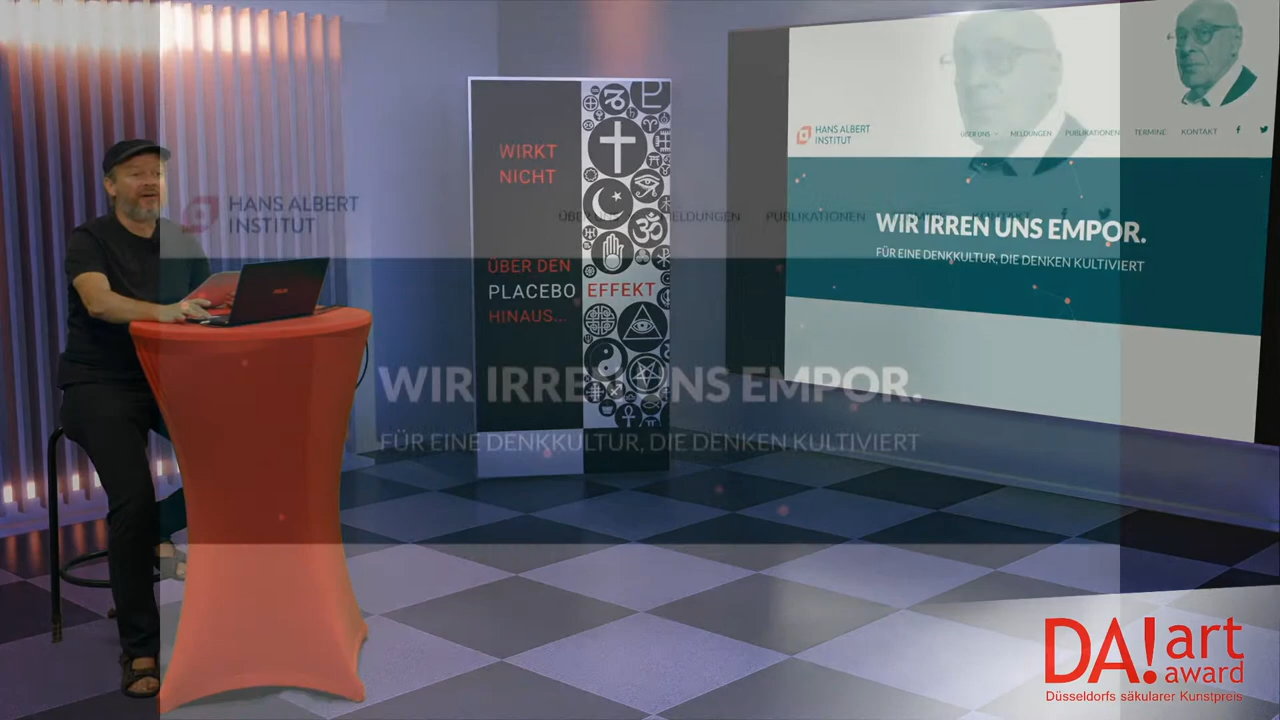 WIRKT
NICHT
ÜBER DEN
PLACEBO EFFEKT
HINAUS...
HANS ALBERT
INSTITUT
ÜBER UNS
MELDUNGEN
PUBLIKATIONEN
TERMINE
KONTAKT
WIR IRREN UNS EMPOR.
FÜR EINE DENKKULTUR, DIE DENKEN KULTIVIERT
HANS ALBERT
INSTITUT
MELDUNGEN
PUBLIKATIONEN
WIR IRREN UNS EMPOR.
FÜR EINE DENKKULTUR, DIE DENKEN KULTIVIERT
DA! art
award
Düsseldorfs säkularer Kunstpreis